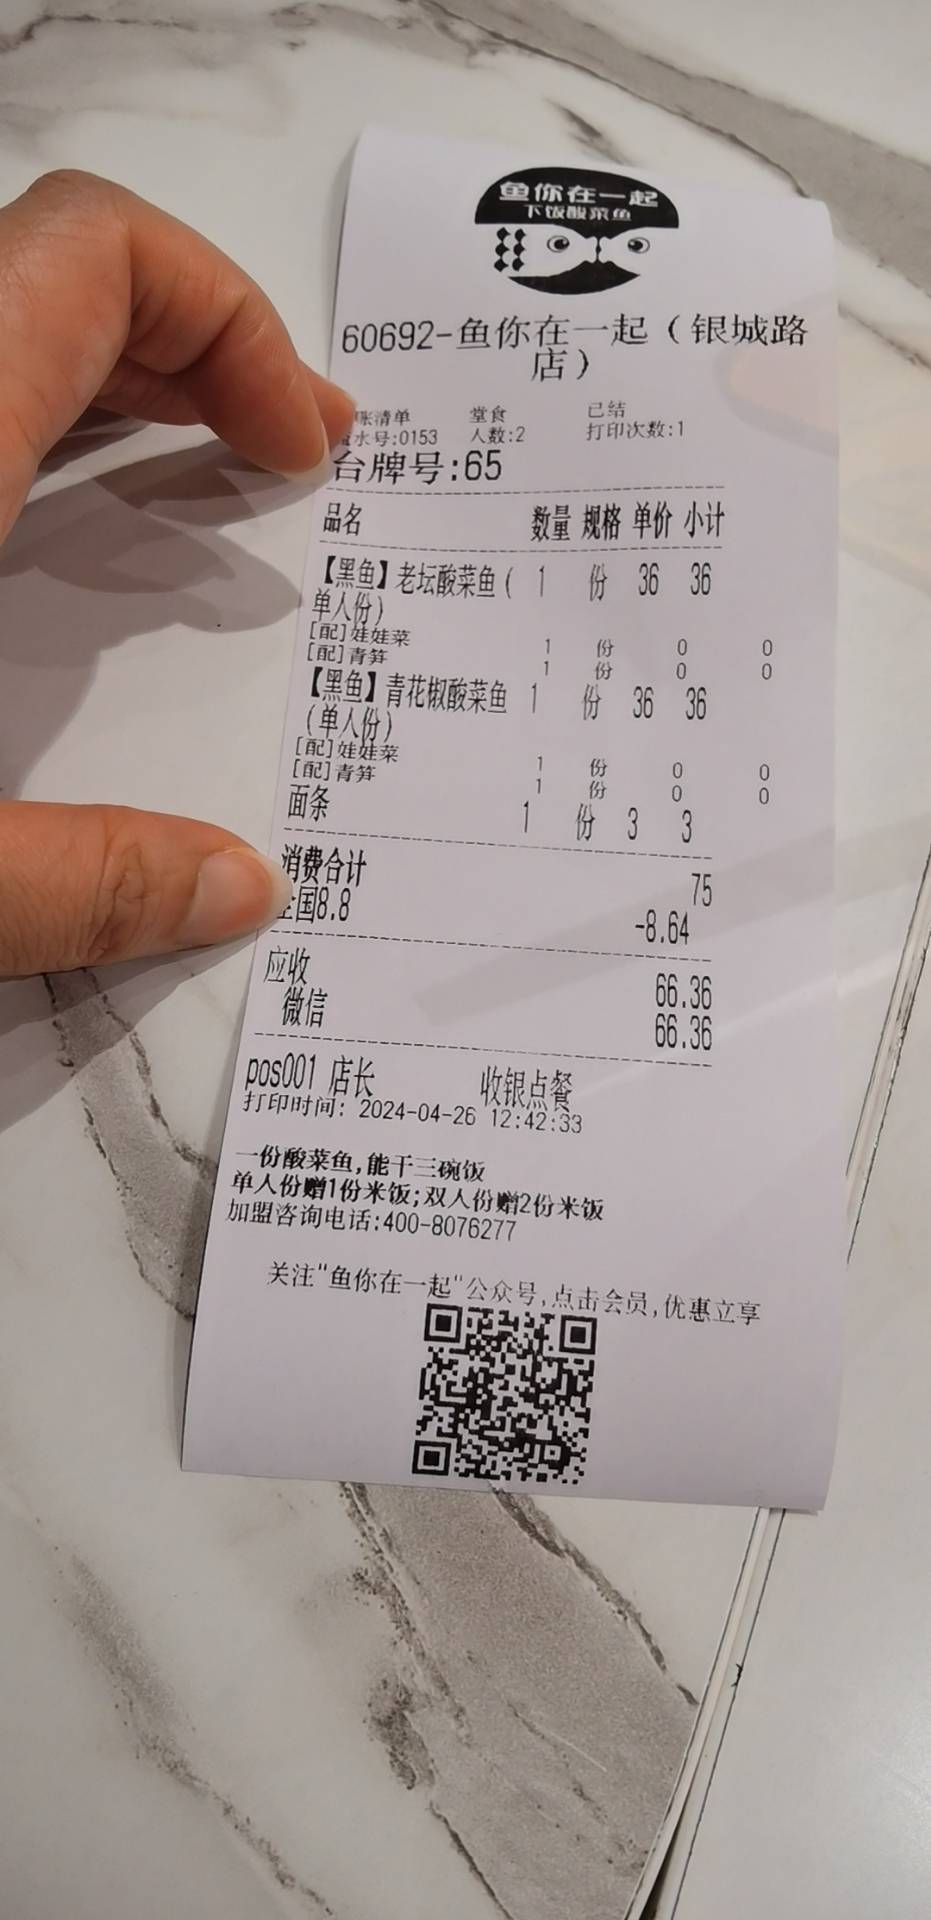 鱼你在一起
下饭酸菜鱼
60692-鱼你在一起（银城路
店）
账清单 堂食 已结
水号:0153 人数:2 打印次数:1
台牌号:65
品名 数量 规格 单价 小计
【黑鱼】老坛酸菜鱼( 1 份 36 36
单人份)
[配]娃娃菜 1 份 0 0
[配]青笋 1 份 0 0
【黑鱼】青花椒酸菜鱼 1 份 36 36
(单人份)
[配]娃娃菜 1 份 0 0
[配]青笋 1 份 0 0
面条 1 份 3 3
消费合计 75
全国8.8 -8.64
应收 66.36
微信 66.36
pos001 店长 收银点餐
打印时间: 2024-04-26 12:42:33
一份酸菜鱼,能干三碗饭
单人份赠1份米饭;双人份赠2份米饭
加盟咨询电话:400-8076277
关注"鱼你在一起"公众号,点击会员,优惠立享